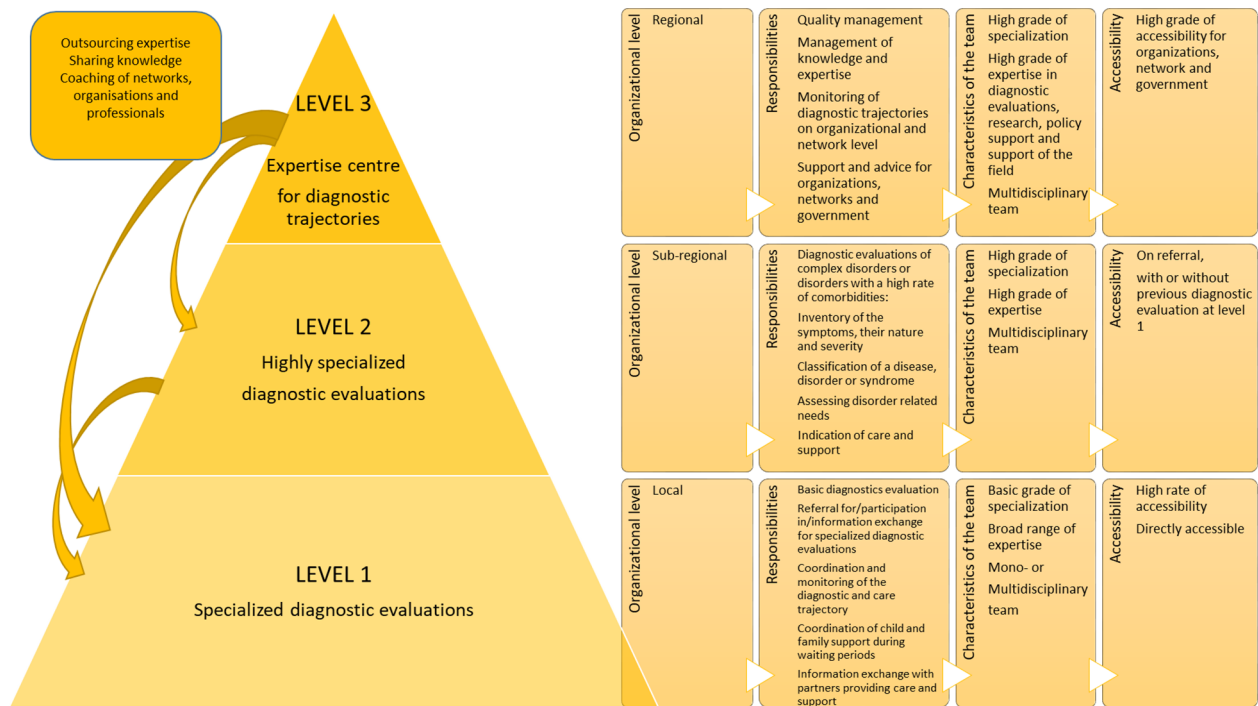 Outsourcing expertise
Sharing knowledge
Coaching of networks,
organisations and
professionals
LEVEL 3
Expertise centre
for diagnostic
trajectories
LEVEL 2
Highly specialized
diagnostic evaluations
LEVEL 1
Specialized diagnostic evaluations
Organizational level
Regional
Responsibilities
Quality management
Management of
knowledge and
expertise
Monitoring of
diagnostic trajectories
on organizational and
network level
Support and advice for
organizations,
networks and
government
Characteristics of the team
High grade of
specialization
High grade of
expertise in
diagnostic
evaluations,
research, policy
support and
support of the
field
Multidisciplinary
team
Accessibility
High grade of
accessibility for
organizations,
network and
government
Organizational level
Sub-regional
Responsibilities
Diagnostic evaluations of
complex disorders or
disorders with a high rate
of comorbidities:
Inventory of the
symptoms, their nature
and severity
Classification of a disease,
disorder or syndrome
Assessing disorder related
needs
Indication of care and
support
Characteristics of the team
High grade of
specialization
High grade of
expertise
Multidisciplinary
team
Accessibility
On referral,
with or without
previous diagnostic
evaluation at level
1
Organizational level
Local
Responsibilities
Basic diagnostics evaluation
Referral for/participation
in/information exchange
for specialized diagnostic
evaluations
Coordination and
monitoring of the
diagnostic and care
trajectory
Coordination of child and
family support during
waiting periods
Information exchange with
partners providing care and
support
Characteristics of the team
Basic grade of
specialization
Broad range of
expertise
Mono- or
Multidisciplinary
team
Accessibility
High rate of
accessibility
Directly accessible